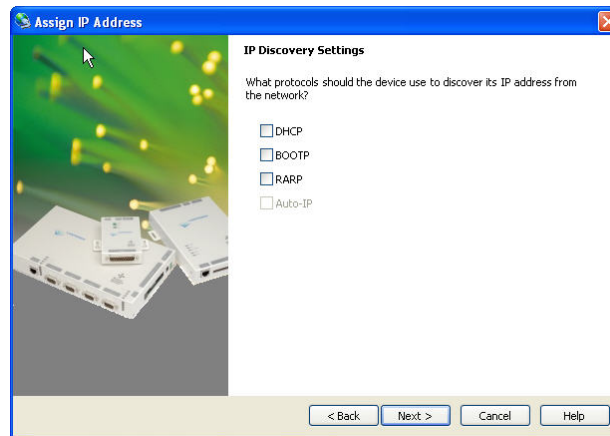 Assign IP Address
IP Discovery Settings
What protocols should the device use to discover its IP address from
the network?
DHCP
BOOTP
RARP
Auto-IP
< Back
Next >
Cancel
Help